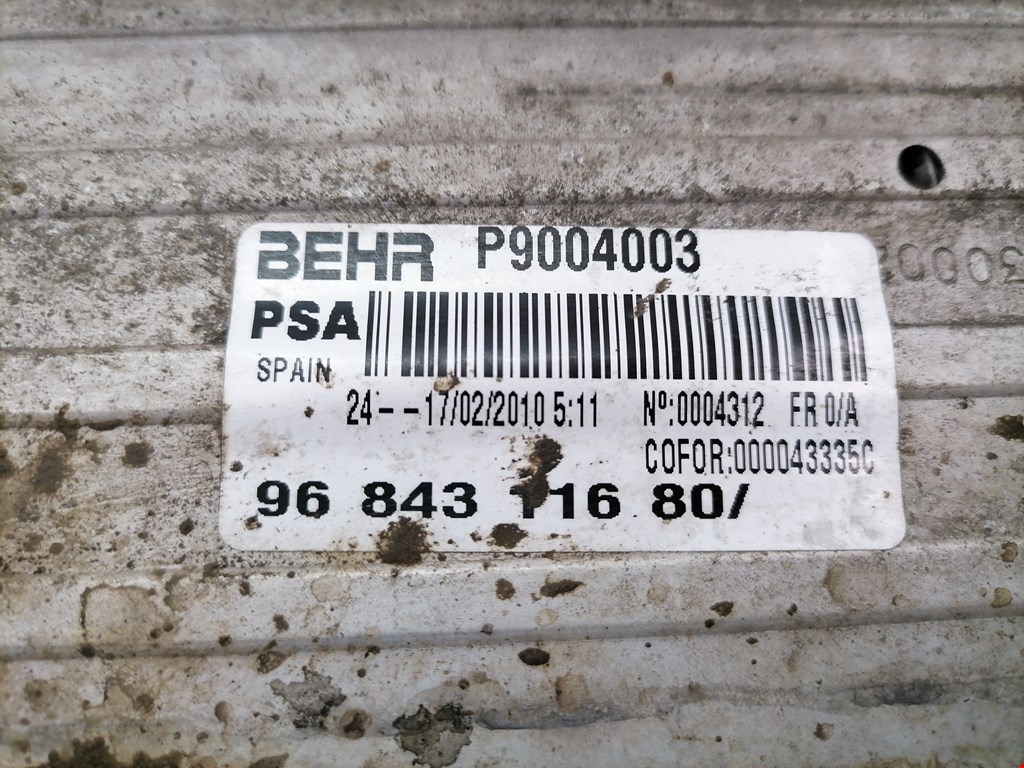 BEHR P9004003
PSA
SPAIN
24--17/02/2010 5:11 Nº:0004312 FR 0/A
COFOR:000043335C
96 843 116 80/